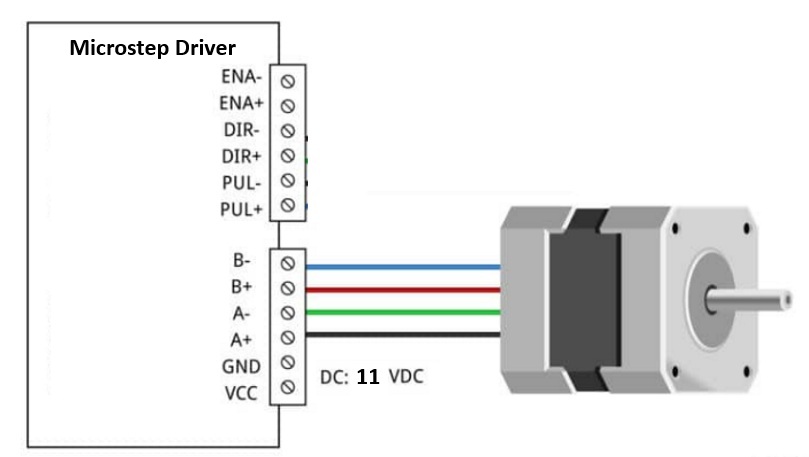 Microstep Driver
ENA-
ENA+
DIR-
DIR+
PUL-
PUL+
B-
B+
A-
A+
GND
VCC
DC: 11 VDC